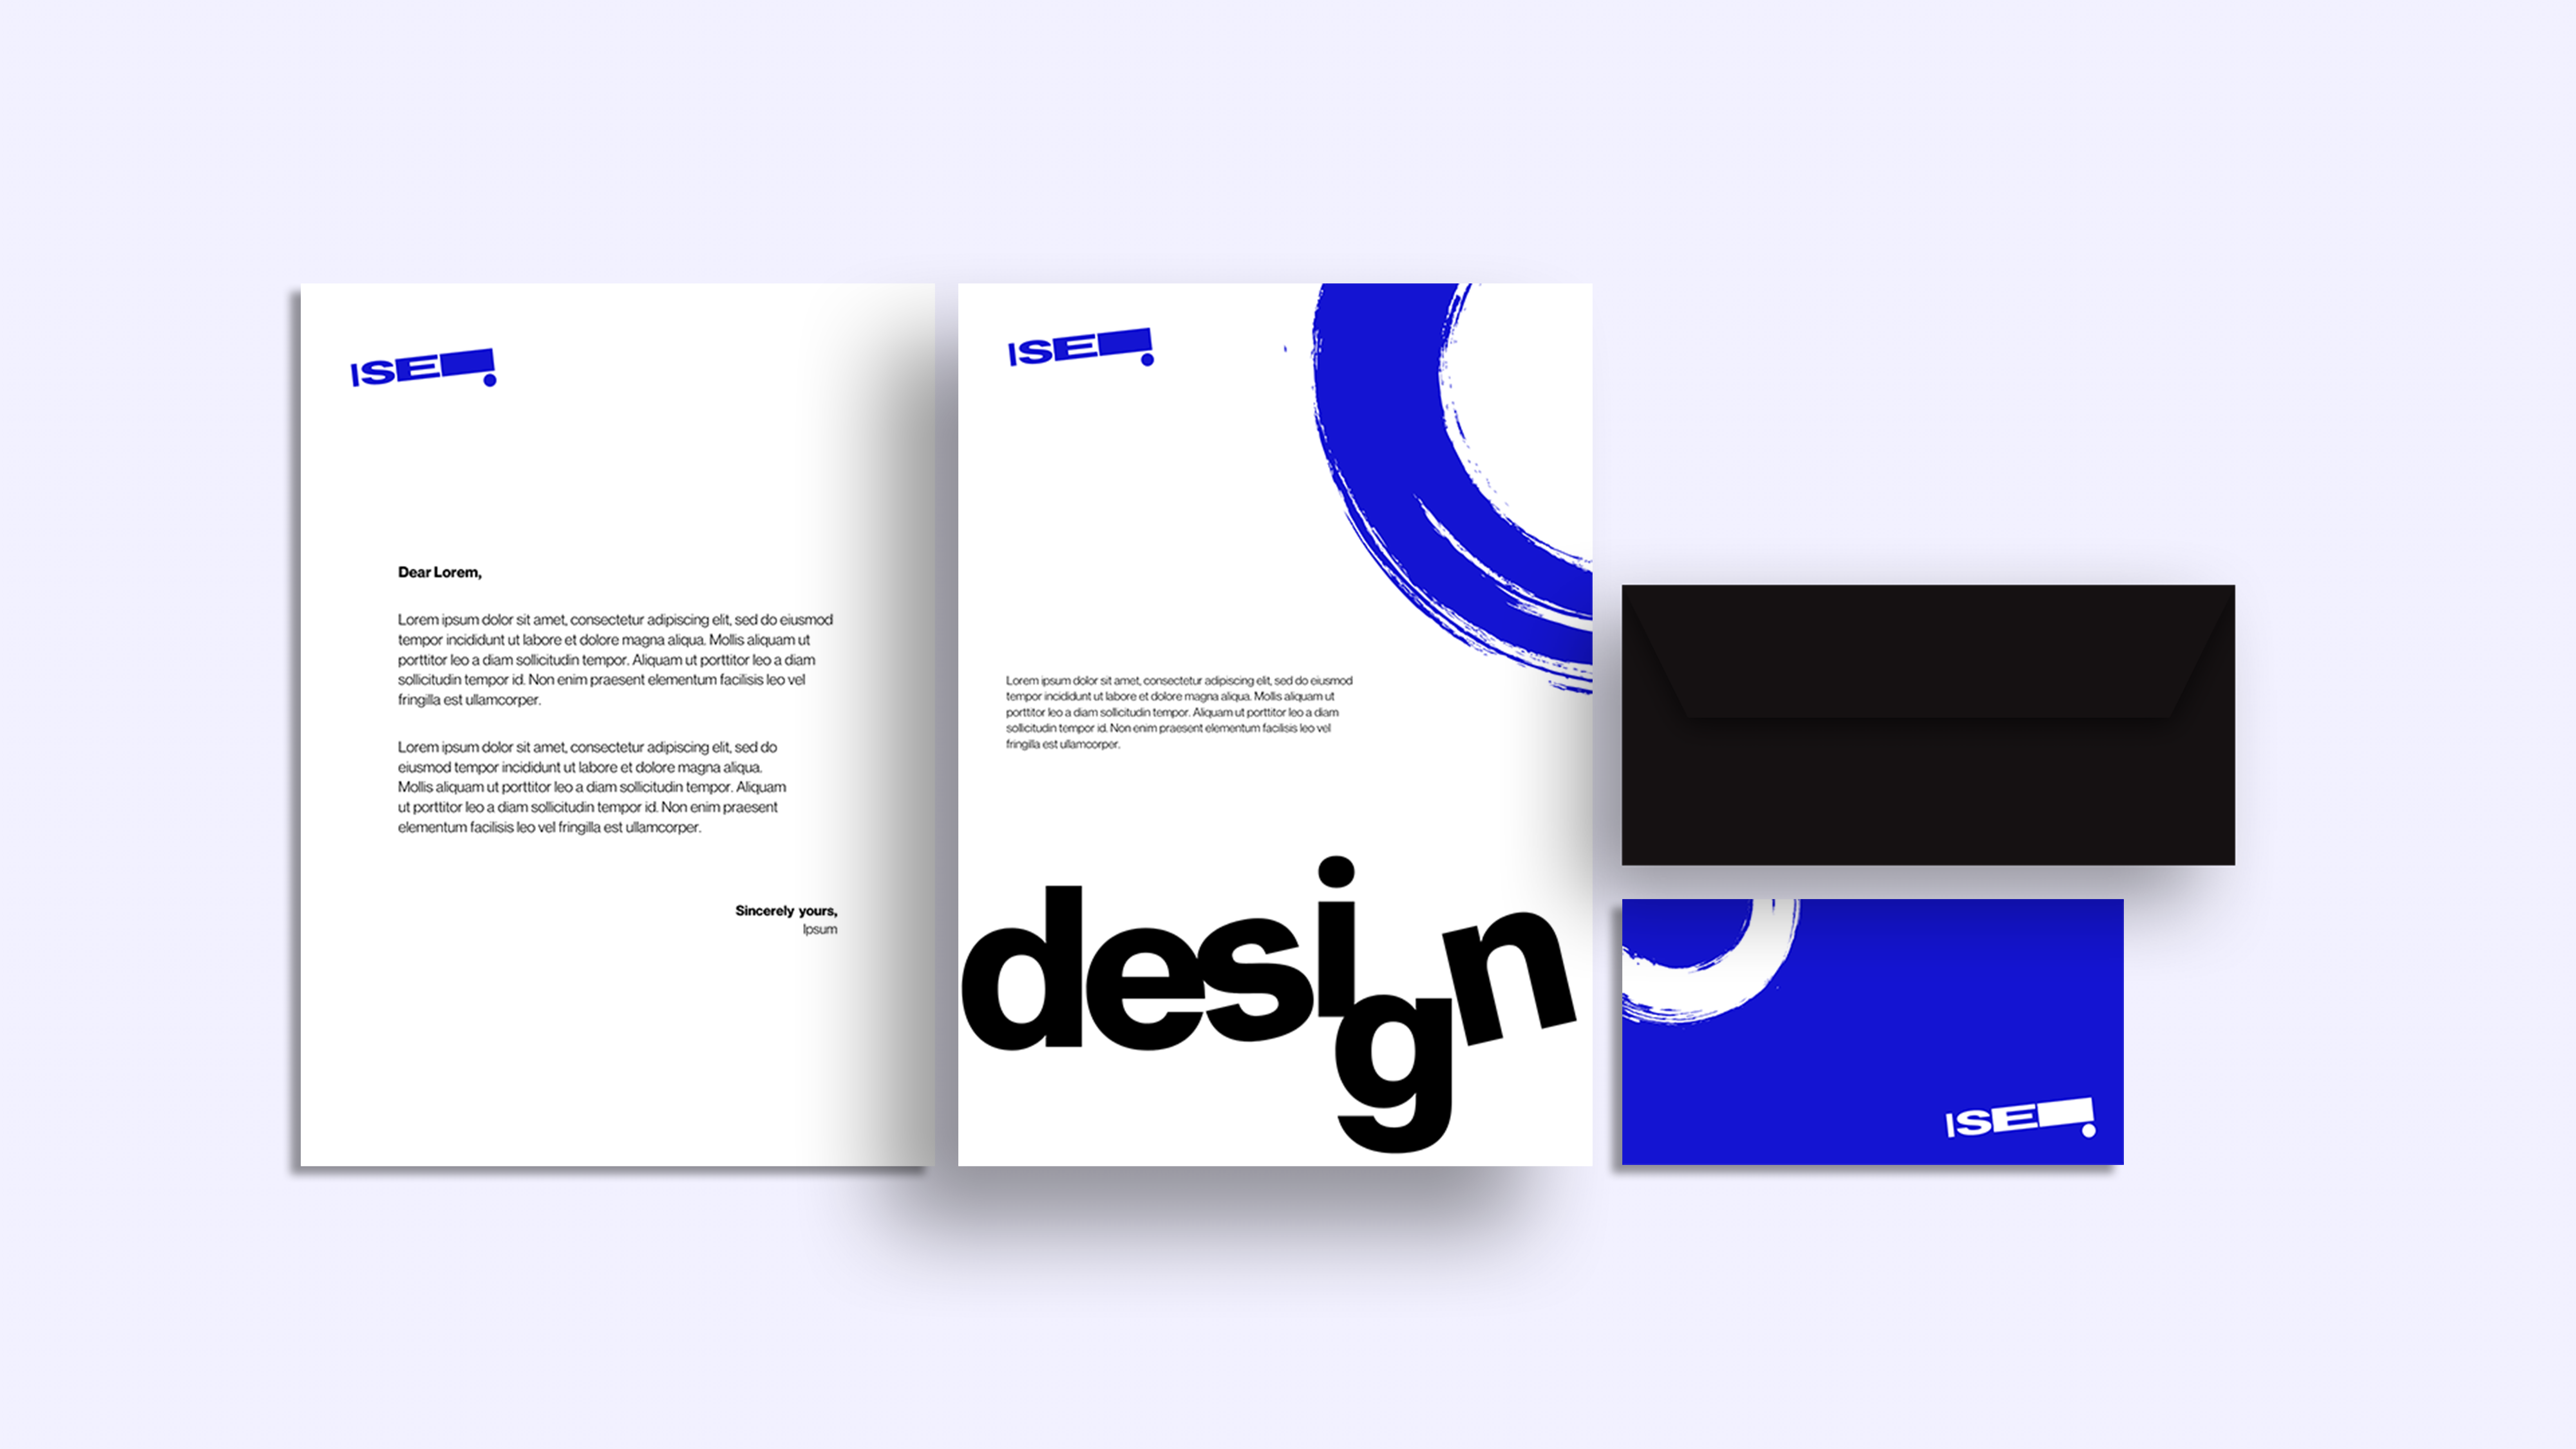 ISE
Dear Lorem,
Lorem ipsum dolor sit amet, consectetur adipiscing elit, sed do eiusmod
tempor incididunt ut labore et dolore magna aliqua. Mollis aliquam ut
porttitor leo a diam sollicitudin tempor. Aliquam ut porttitor leo a diam
sollicitudin tempor id. Non enim praesent elementum facilisis leo vel
fringilla est ullamcorper.
Lorem ipsum dolor sit amet, consectetur adipiscing elit, sed do
eiusmod tempor incididunt ut labore et dolore magna aliqua.
Mollis aliquam ut porttitor leo a diam sollicitudin tempor. Aliquam
ut porttitor leo a diam sollicitudin tempor id. Non enim praesent
elementum facilisis leo vel fringilla est ullamcorper.
Sincerely yours,
Ipsum
ISE
Lorem ipsum dolor sit amet, consectetur adipiscing elit, sed do eiusmod
tempor incididunt ut labore et dolore magna aliqua. Mollis aliquam ut
porttitor leo a diam sollicitudin tempor. Aliquam ut porttitor leo a diam
sollicitudin tempor id. Non enim praesent elementum facilisis leo vel
fringilla est ullamcorper.
design
ISE